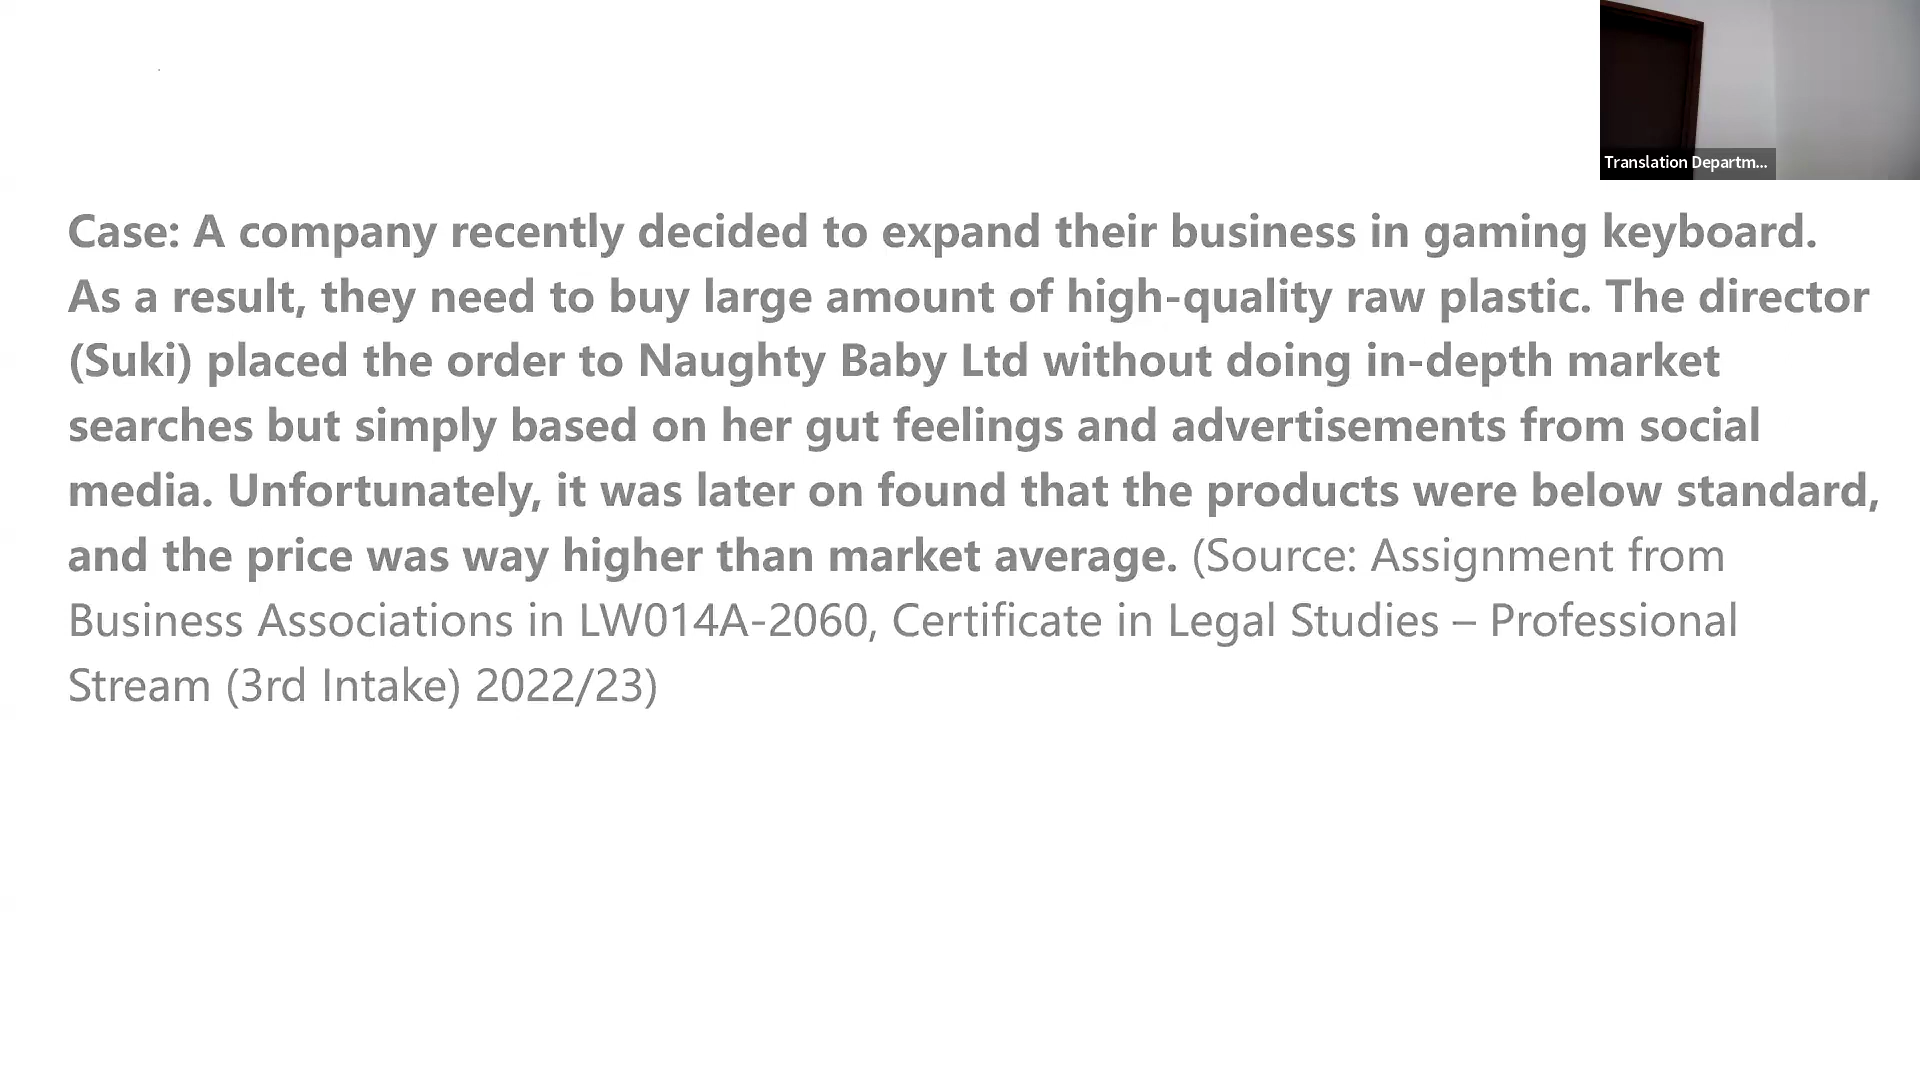 Translation Departm...
Case: A company recently decided to expand their business in gaming keyboard.
As a result, they need to buy large amount of high-quality raw plastic. The director
(Suki) placed the order to Naughty Baby Ltd without doing in-depth market
searches but simply based on her gut feelings and advertisements from social
media. Unfortunately, it was later on found that the products were below standard,
and the price was way higher than market average. (Source: Assignment from
Business Associations in LW014A-2060, Certificate in Legal Studies – Professional
Stream (3rd Intake) 2022/23)